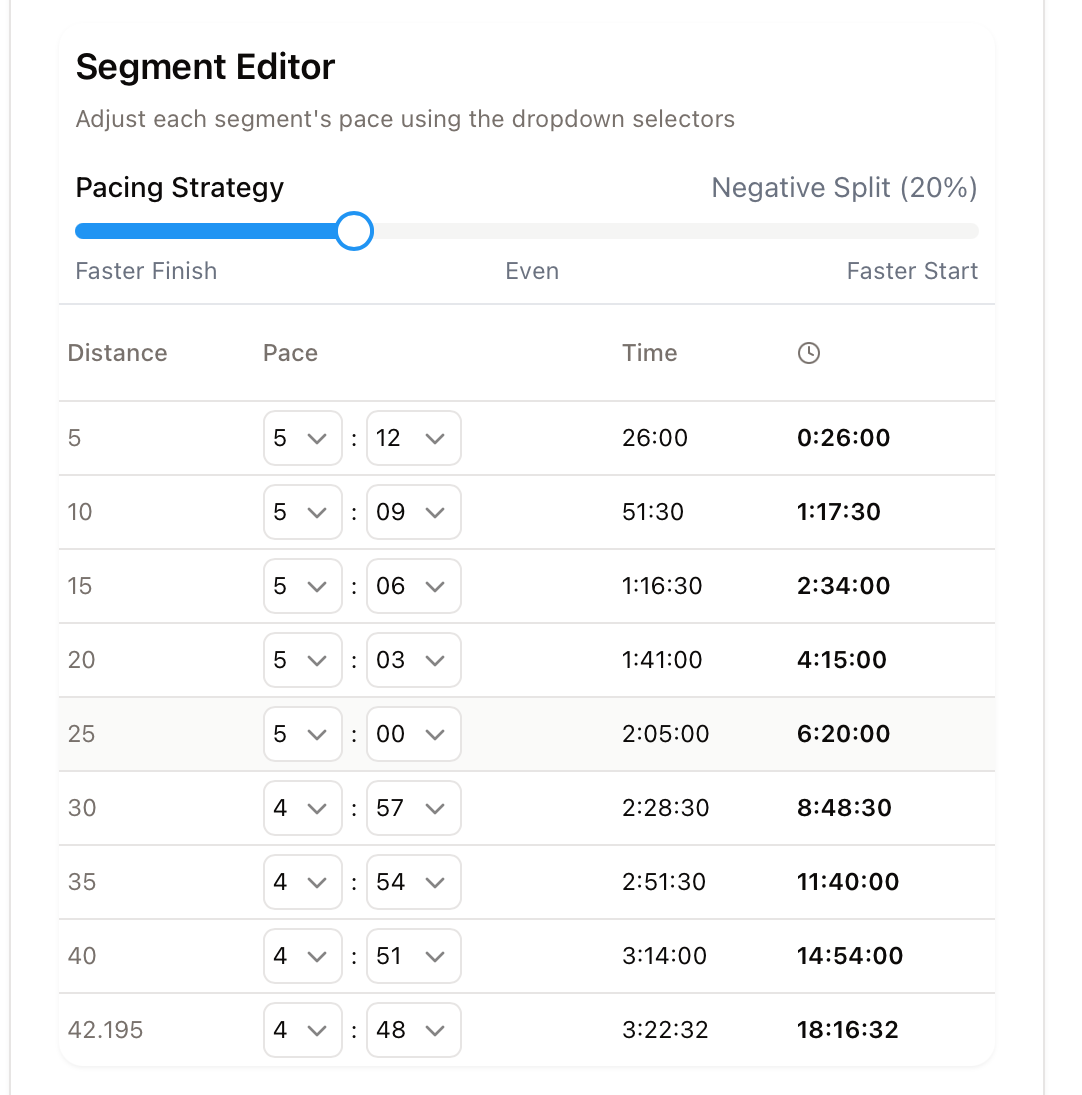 Segment Editor
Adjust each segment's pace using the dropdown selectors
Pacing Strategy Negative Split (20%)
Faster Finish Even Faster Start
Distance Pace Time
5 5 : 12 26:00 0:26:00
10 5 : 09 51:30 1:17:30
15 5 : 06 1:16:30 2:34:00
20 5 : 03 1:41:00 4:15:00
25 5 : 00 2:05:00 6:20:00
30 4 : 57 2:28:30 8:48:30
35 4 : 54 2:51:30 11:40:00
40 4 : 51 3:14:00 14:54:00
42.195 4 : 48 3:22:32 18:16:32